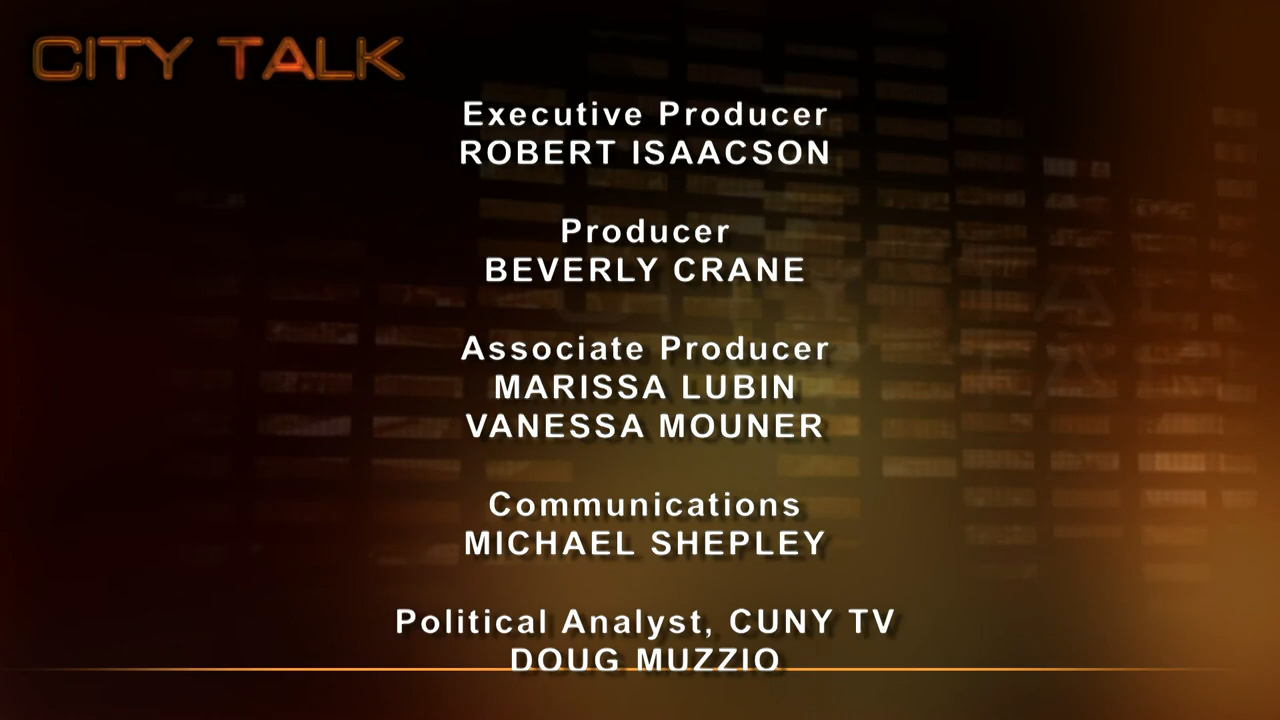 CITY TALK
Executive Producer
ROBERT ISAACSON
Producer
BEVERLY CRANE
Associate Producer
MARISSA LUBIN
VANESSA MOUNER
Communications
MICHAEL SHEPLEY
Political Analyst, CUNY TV
DOUG MUZZIO